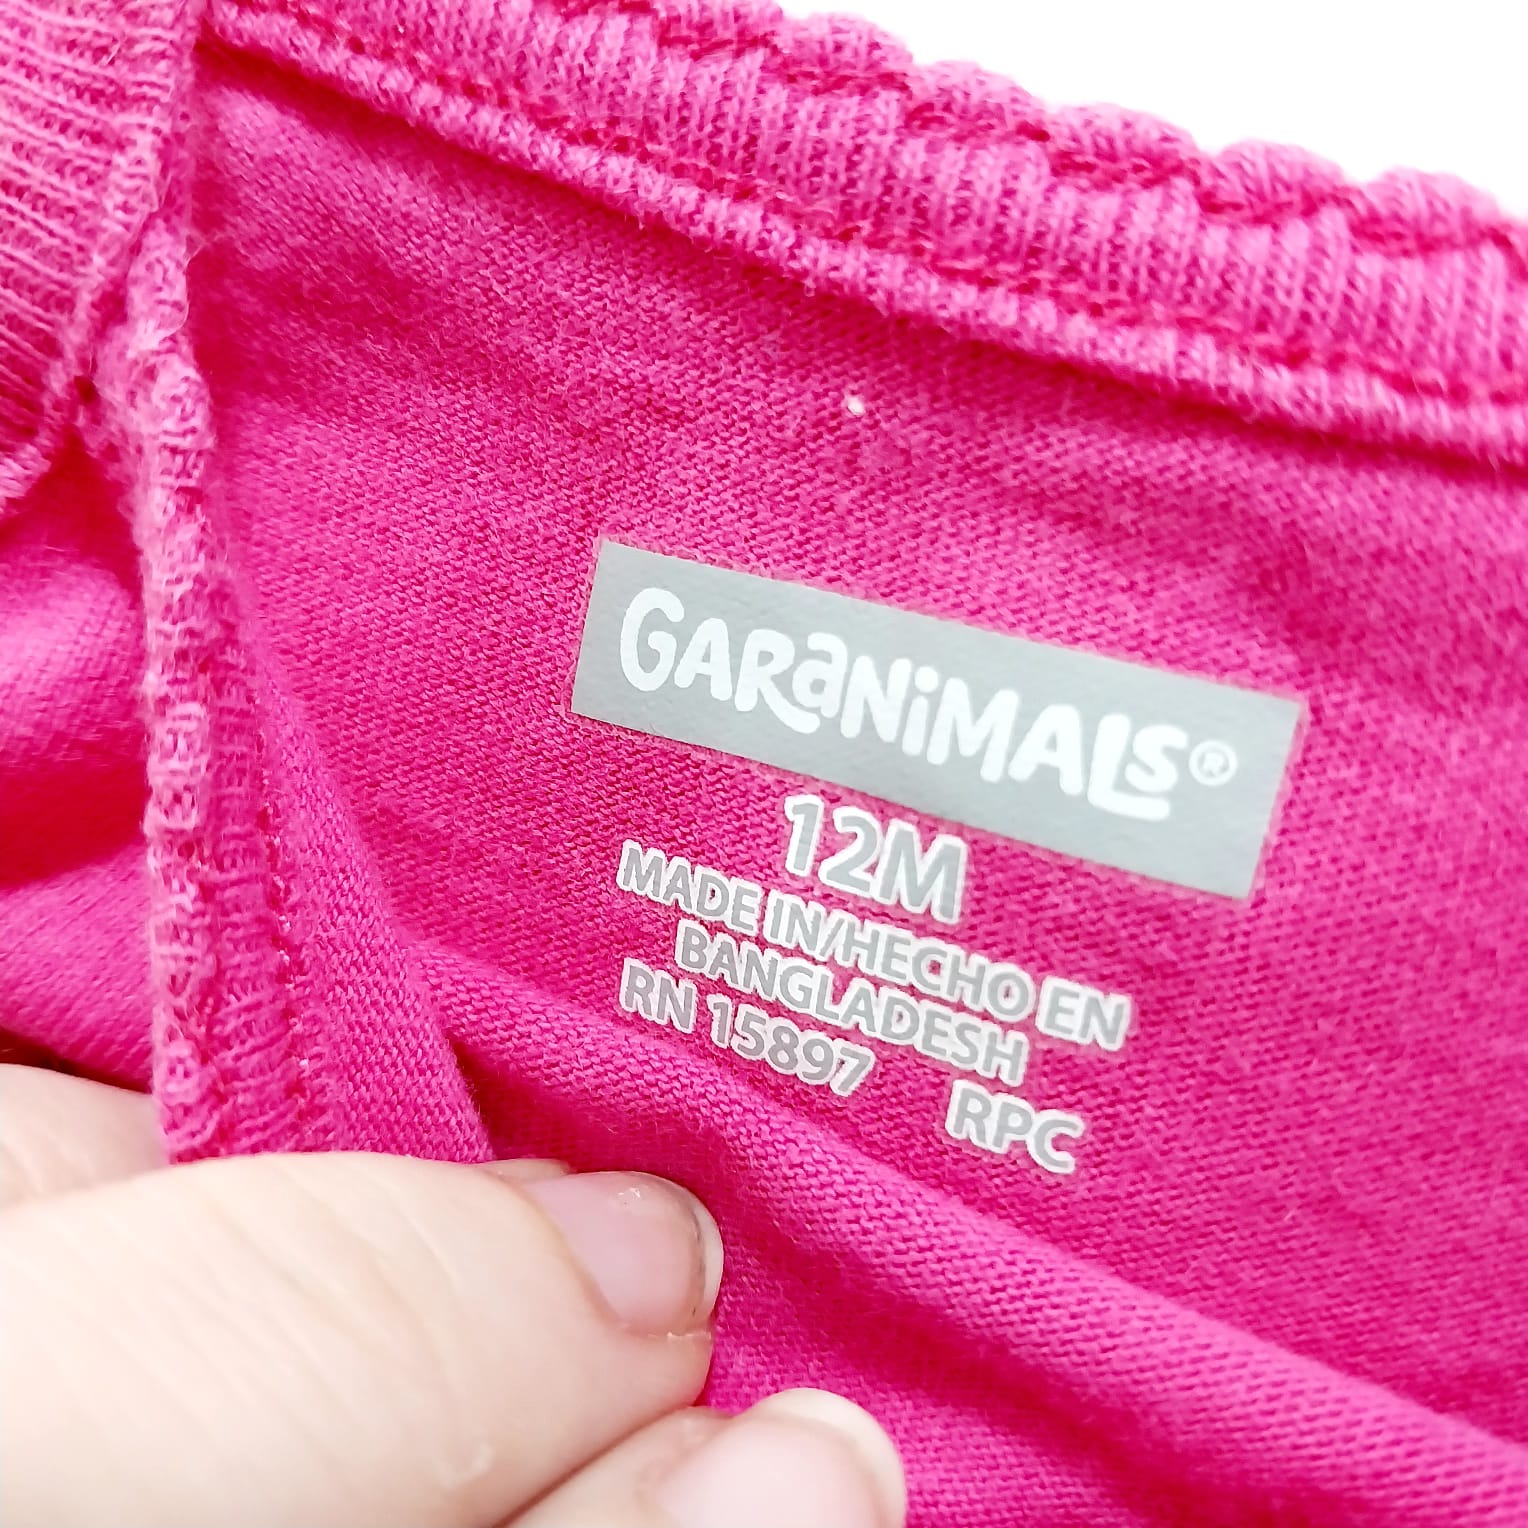 GARANiMALS®
12M
MADE IN/HECHO EN
BANGLADESH
RN 15897 RPC